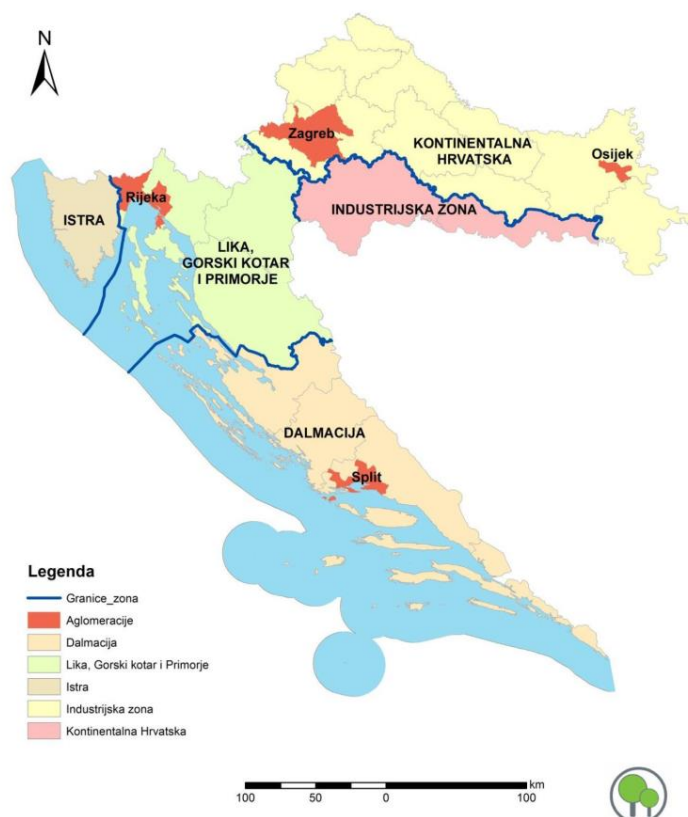 N
Zagreb
KONTINENTALNA
HRVATSKA
Osijek
Rijeka
ISTRA
INDUSTRIJSKA ZONA
LIKA,
GORSKI KOTAR
I PRIMORJE
DALMACIJA
Split
Legenda
Granice_zona
Aglomeracije
Dalmacija
Lika, Gorski kotar i Primorje
Istra
Industrijska zona
Kontinentalna Hrvatska
km
100 50 0 100